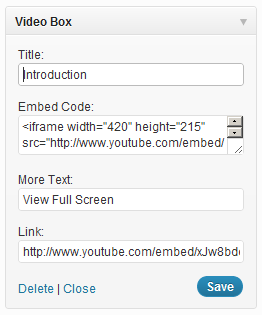 Video Box
Title:
Introduction
Embed Code:
<iframe width="420" height="215"
src="http://www.youtube.com/embed/
More Text:
View Full Screen
Link:
http://www.youtube.com/embed/xJw8bd
Delete | Close
Save